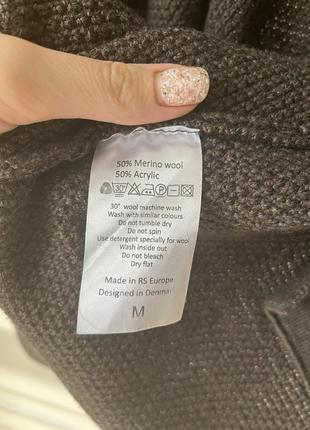 50% Merino wool
50% Acrylic
30°
30° wool machine wash
Wash with similar colours
Do not tumble dry
Do not spin
Use detergent specially for wool
Wash inside out
Do not bleach
Dry flat
Made in RS Europe
Designed in Denmar
M